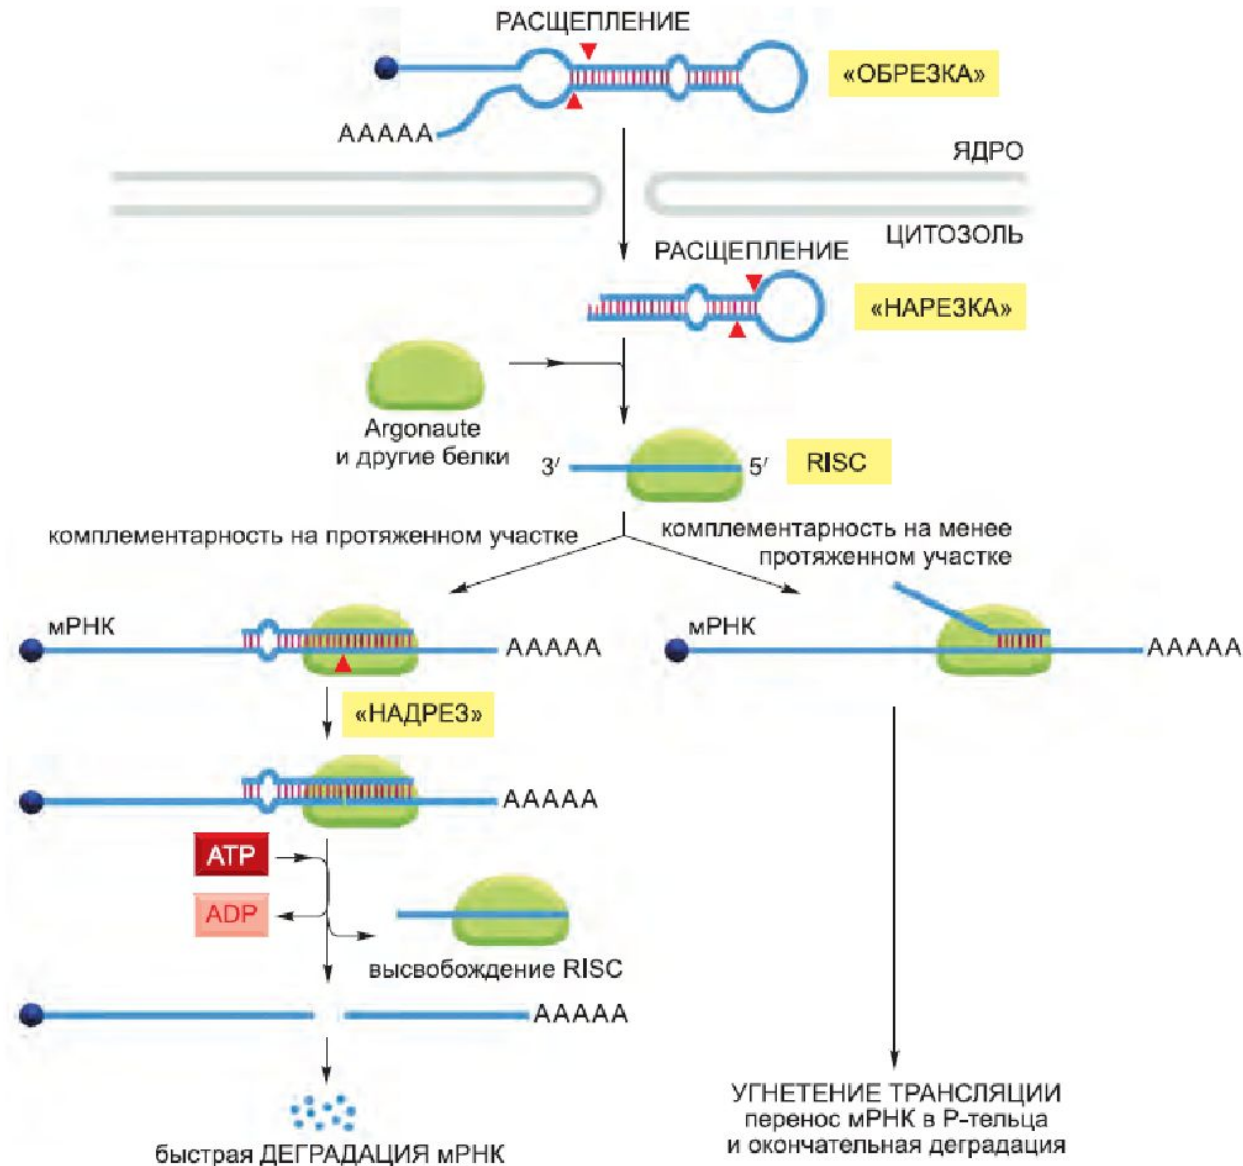 РАСЩЕПЛЕНИЕ
«ОБРЕЗКА»
AAAAA
ЯДРО
ЦИТОЗОЛЬ
РАСЩЕПЛЕНИЕ
«НАРЕЗКА»
Argonaute
и другие белки
3′
5′
RISC
комплементарность на протяженном участке
комплементарность на менее
протяженном участке
мРНК
AAAAA
мРНК
AAAAA
«НАДРЕЗ»
AAAAA
ATP
ADP
высвобождение RISC
AAAAA
быстрая ДЕГРАДАЦИЯ мРНК
УГНЕТЕНИЕ ТРАНСЛЯЦИИ
перенос мРНК в Р-тельца
и окончательная деградация